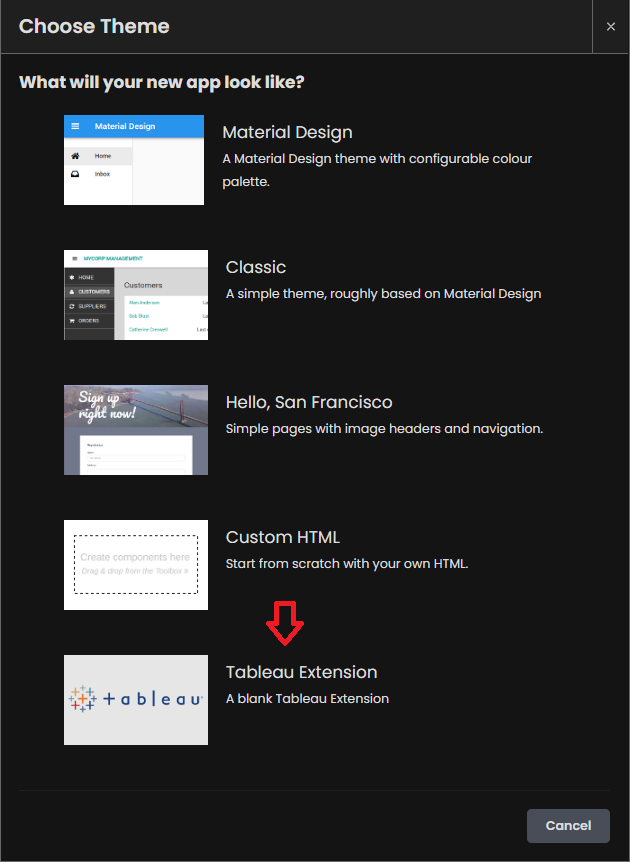 Choose Theme
×
What will your new app look like?
Material Design
Home
Inbox
Material Design
A Material Design theme with configurable colour
palette.
MYCORP MANAGEMENT
HOME
CUSTOMERS
SUPPLIERS
ORDERS
Customers
Catherine Creswell
Classic
A simple theme, roughly based on Material Design
Sign up
right now!
Hello, San Francisco
Simple pages with image headers and navigation.
Create components here
Drag & drop from the Toolbox »
Custom HTML
Start from scratch with your own HTML.
tableau
Tableau Extension
A blank Tableau Extension
Cancel